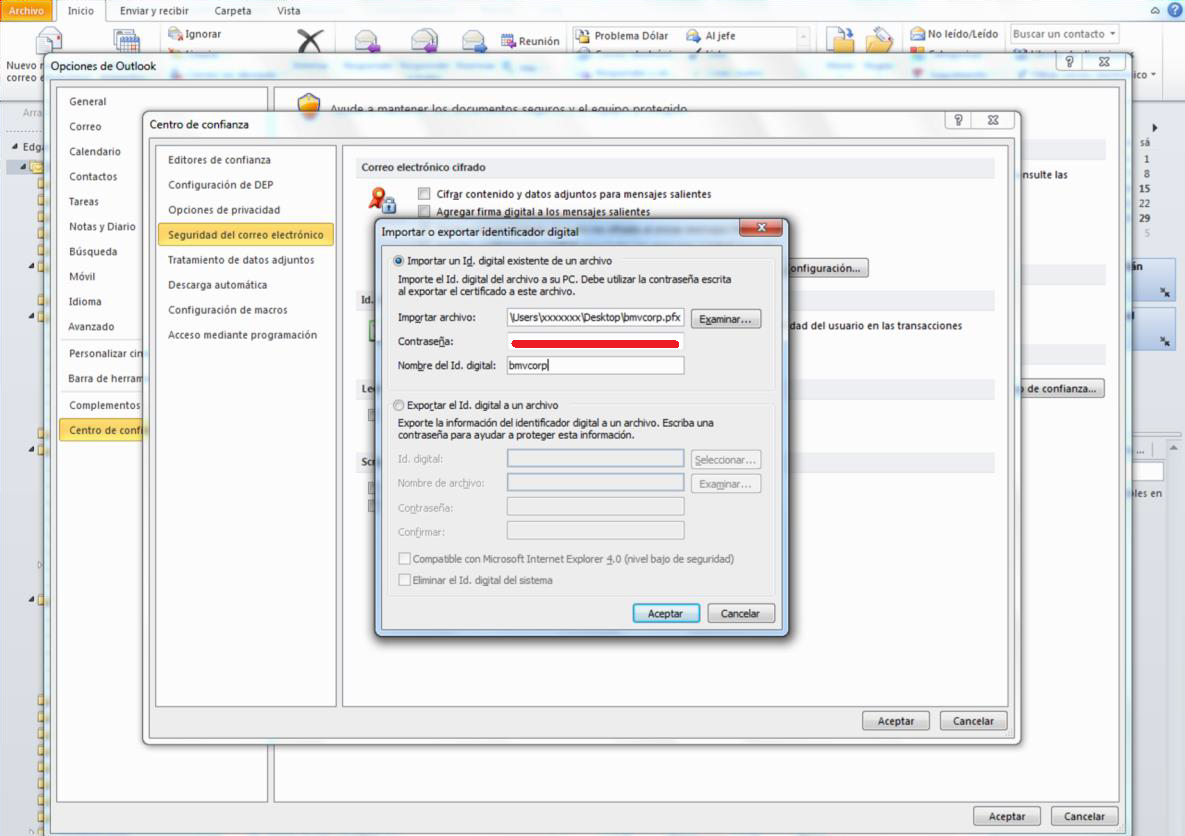 Archivo Inicio Enviar y recibir Carpeta Vista
Ignorar
Reunión
Problema Dólar
Al jefe
No leído/Leído
Buscar un contacto
Nuevo
correo
Opciones de Outlook
General
Correo
Calendario
Contactos
Tareas
Notas y Diario
Búsqueda
Móvil
Idioma
Avanzado
Personalizar cin
Barra de herram
Complementos
Centro de confi
Ayude a mantener los documentos seguros y el equipo protegido
Centro de confianza
Editores de confianza
Configuración de DEP
Opciones de privacidad
Seguridad del correo electrónico
Tratamiento de datos adjuntos
Descarga automática
Configuración de macros
Acceso mediante programación
Correo electrónico cifrado
Cifrar contenido y datos adjuntos para mensajes salientes
Agregar firma digital a los mensajes salientes
onfiguración...
Id.
dad del usuario en las transacciones
Le
Scr
Importar o exportar identificador digital
Importar un Id. digital existente de un archivo
Importe el Id. digital del archivo a su PC. Debe utilizar la contraseña escrita
al exportar el certificado a este archivo.
Importar archivo: \Users\xxxxxxx\Desktop\bmvcorp.pfx Examinar...
Contraseña:
Nombre del Id. digital: bmvcorp
Exportar el Id. digital a un archivo
Exporte la información del identificador digital a un archivo. Escriba una
contraseña para ayudar a proteger esta información.
Id. digital: Seleccionar...
Nombre de archivo: Examinar...
Contraseña:
Confirmar:
Compatible con Microsoft Internet Explorer 4.0 (nivel bajo de seguridad)
Eliminar el Id. digital del sistema
Aceptar Cancelar
Aceptar Cancelar
nsulte las
o de confianza...
Aceptar Cancelar
Arra
Edga
sá
1
8
15
22
29
5
án
les en